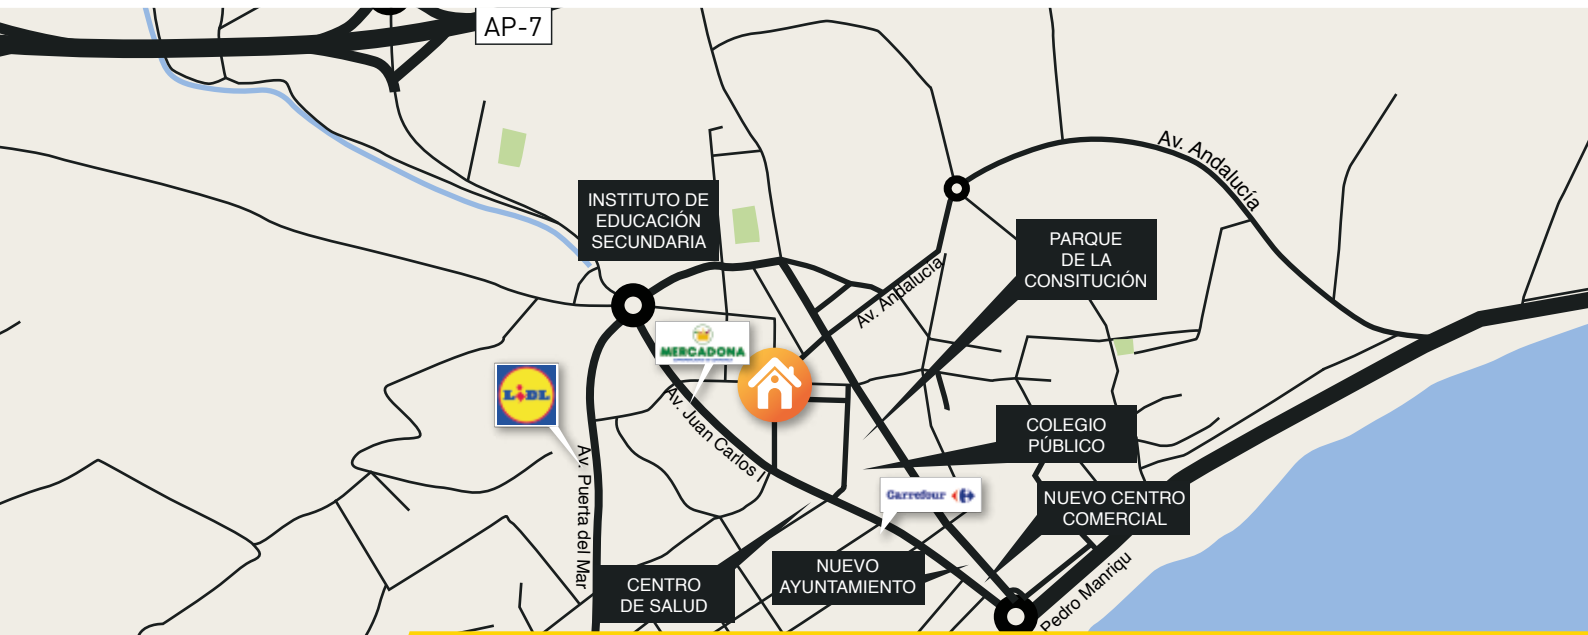 AP-7
Av. Andalucía
INSTITUTO DE
EDUCACIÓN
SECUNDARIA
PARQUE
DE LA
CONSITUCIÓN
Av. Andalucía
MERCADONA
LIDL
Av. Juan Carlos I
COLEGIO
PÚBLICO
Av. Puerta del Mar
Carrefour
NUEVO CENTRO
COMERCIAL
NUEVO
AYUNTAMIENTO
CENTRO
DE SALUD
Pedro Manriqu